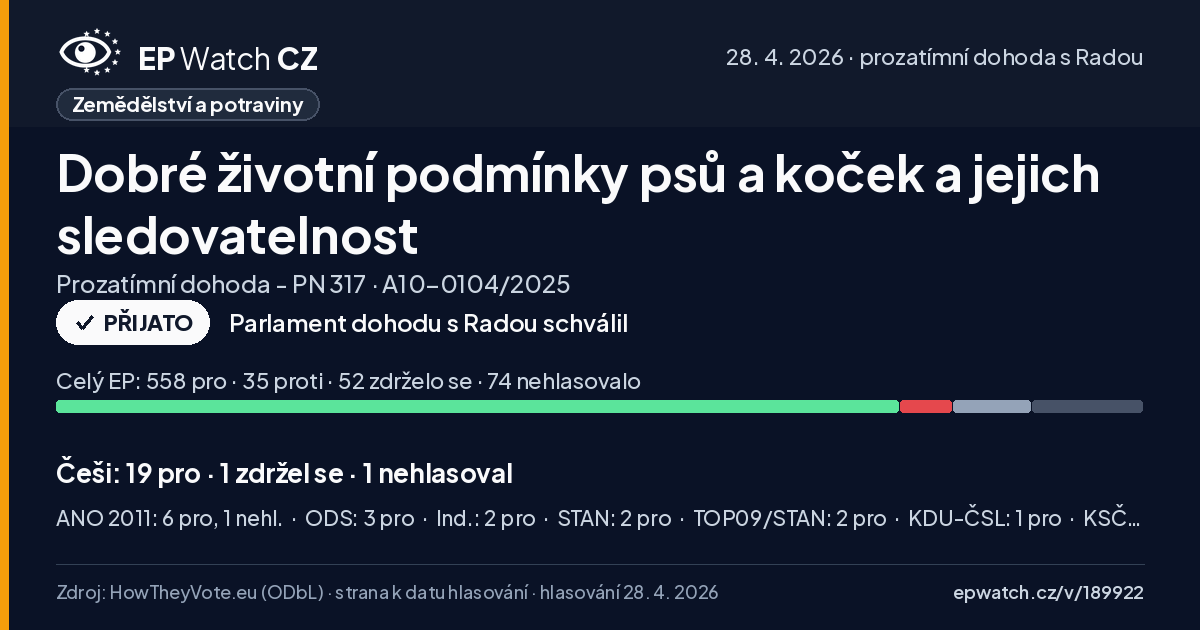 EP Watch CZ
28. 4. 2026 · prozatímní dohoda s Radou
Zemědělství a potraviny
Dobré životní podmínky psů a koček a jejich
sledovatelnost
Prozatímní dohoda – PN 317 · A10–0104/2025
✓ PŘIJATO Parlament dohodu s Radou schválil
Celý EP: 558 pro · 35 proti · 52 zdrželo se · 74 nehlasovalo
Češi: 19 pro · 1 zdržel se · 1 nehlasoval
ANO 2011: 6 pro, 1 nehl. · ODS: 3 pro · Ind.: 2 pro · STAN: 2 pro · TOP09/STAN: 2 pro · KDU-ČSL: 1 pro · KSČ…
Zdroj: HowTheyVote.eu (ODbL) · strana k datu hlasování · hlasování 28. 4. 2026
epwatch.cz/v/189922